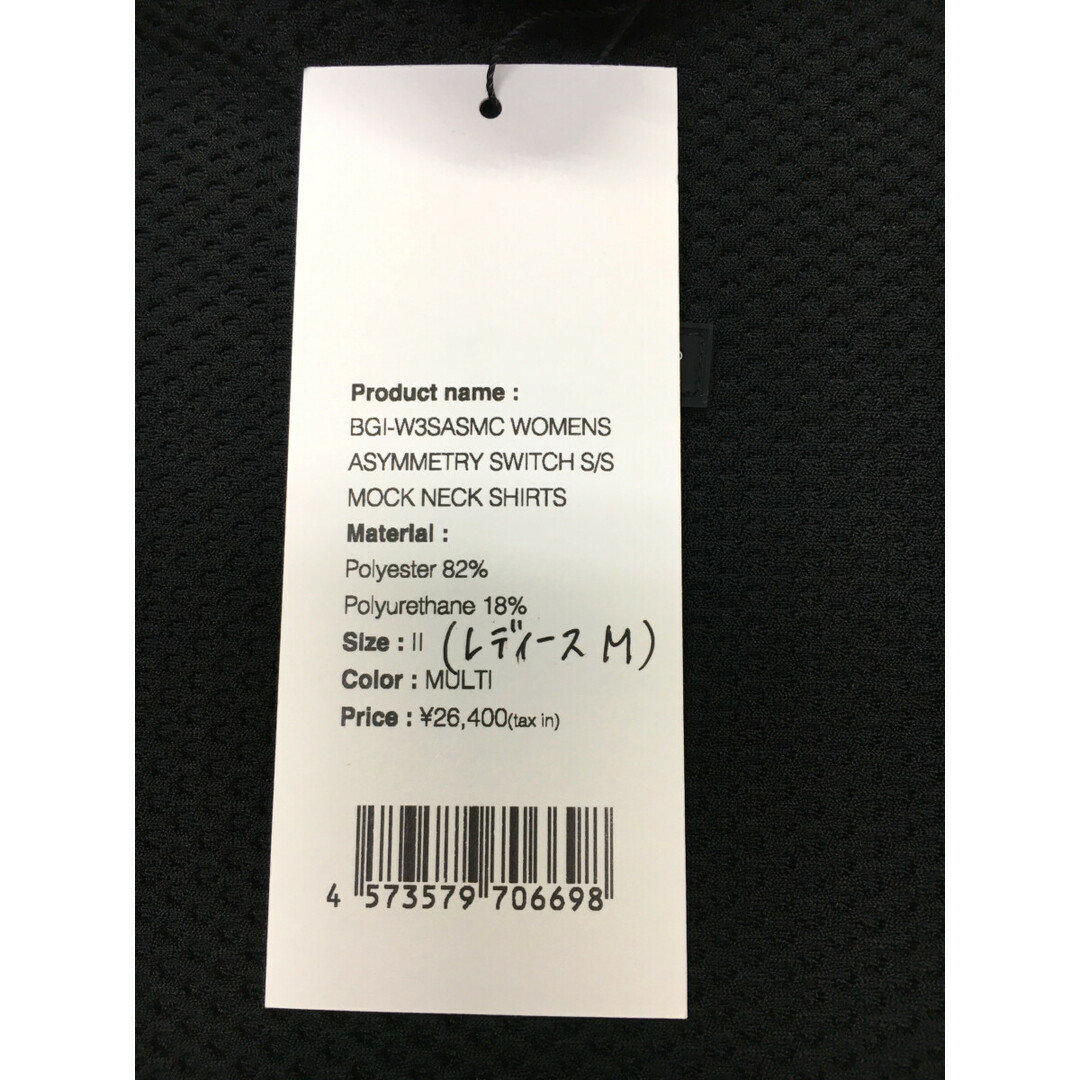 Product name :
BGI-W3SASMC WOMENS
ASYMMETRY SWITCH S/S
MOCK NECK SHIRTS
Material :
Polyester 82%
Polyurethane 18%
Size : II (レディース M)
Color : MULTI
Price : ¥26,400(tax in)
4 573579 706698